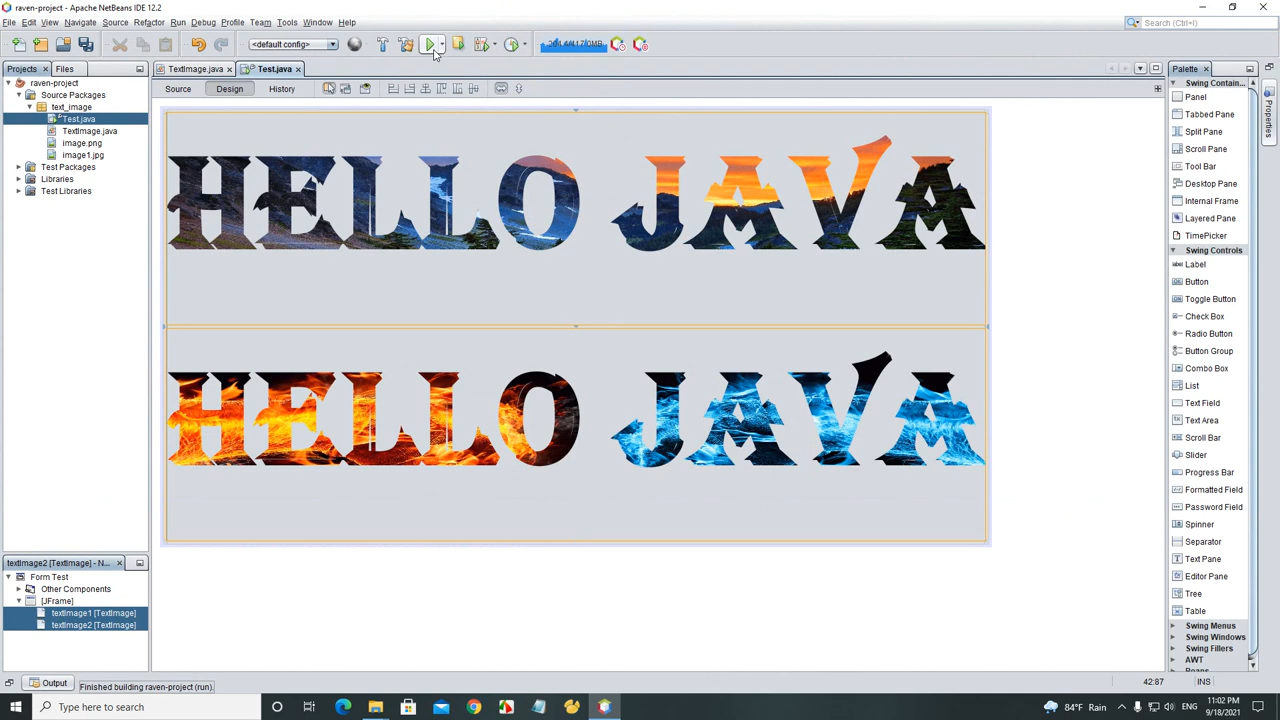 raven-project - Apache NetBeans IDE 12.2
File Edit View Navigate Source Refactor Run Debug Profile Team Tools Window Help
Search (Ctrl+I)
<default config>
Projects Files
TextImage.java Test.java
Palette
Source Design History
Properties
raven-project
Source Packages
text_image
Test.java
TextImage.java
image.png
image1.jpg
Test Packages
Libraries
Test Libraries
HELLO JAVA
HELLO JAVA
Swing Contain...
Panel
Tabbed Pane
Split Pane
Scroll Pane
Tool Bar
Desktop Pane
Internal Frame
Layered Pane
TimePicker
Swing Controls
Label
Button
Toggle Button
Check Box
Radio Button
Button Group
Combo Box
List
Text Field
Text Area
Scroll Bar
Slider
Progress Bar
Formatted Field
Password Field
Spinner
Separator
Text Pane
Editor Pane
Tree
Table
Swing Menus
Swing Windows
Swing Fillers
AWT
textImage2 [TextImage] - N...
Form Test
Other Components
[JFrame]
textImage1 [TextImage]
textImage2 [TextImage]
Output
Finished building raven-project (run).
42:87 INS
Type here to search
84°F Rain
ENG
11:02 PM
9/18/2021